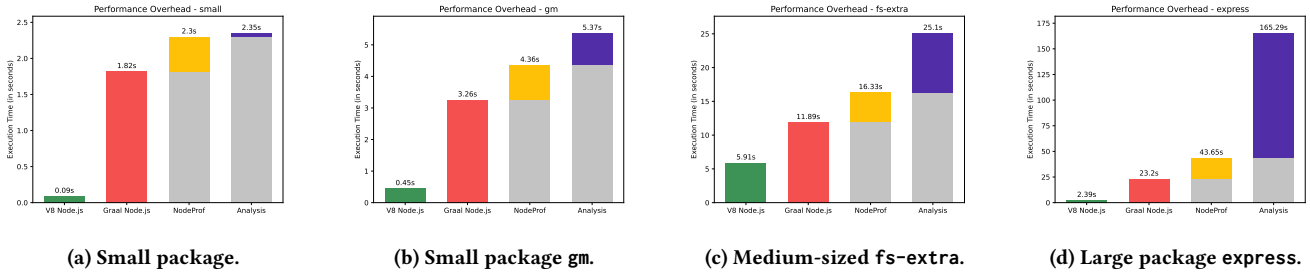 Performance Overhead - small
Execution Time (in seconds)
2.5
2.0
1.5
1.0
0.5
0.0
0.09s
1.82s
2.3s
2.35s
V8 Node.js
Graal Node.js
NodeProf
Analysis
(a) Small package.
Performance Overhead - gm
Execution Time (in seconds)
5
4
3
2
1
0
0.45s
3.26s
4.36s
5.37s
V8 Node.js
Graal Node.js
NodeProf
Analysis
(b) Small package gm.
Performance Overhead - fs-extra
Execution Time (in seconds)
25
20
15
10
5
0
5.91s
11.89s
16.33s
25.1s
V8 Node.js
Graal Node.js
NodeProf
Analysis
(c) Medium-sized fs-extra.
Performance Overhead - express
Execution Time (in seconds)
175
150
125
100
75
50
25
0
2.39s
23.2s
43.65s
165.29s
V8 Node.js
Graal Node.js
NodeProf
Analysis
(d) Large package express.